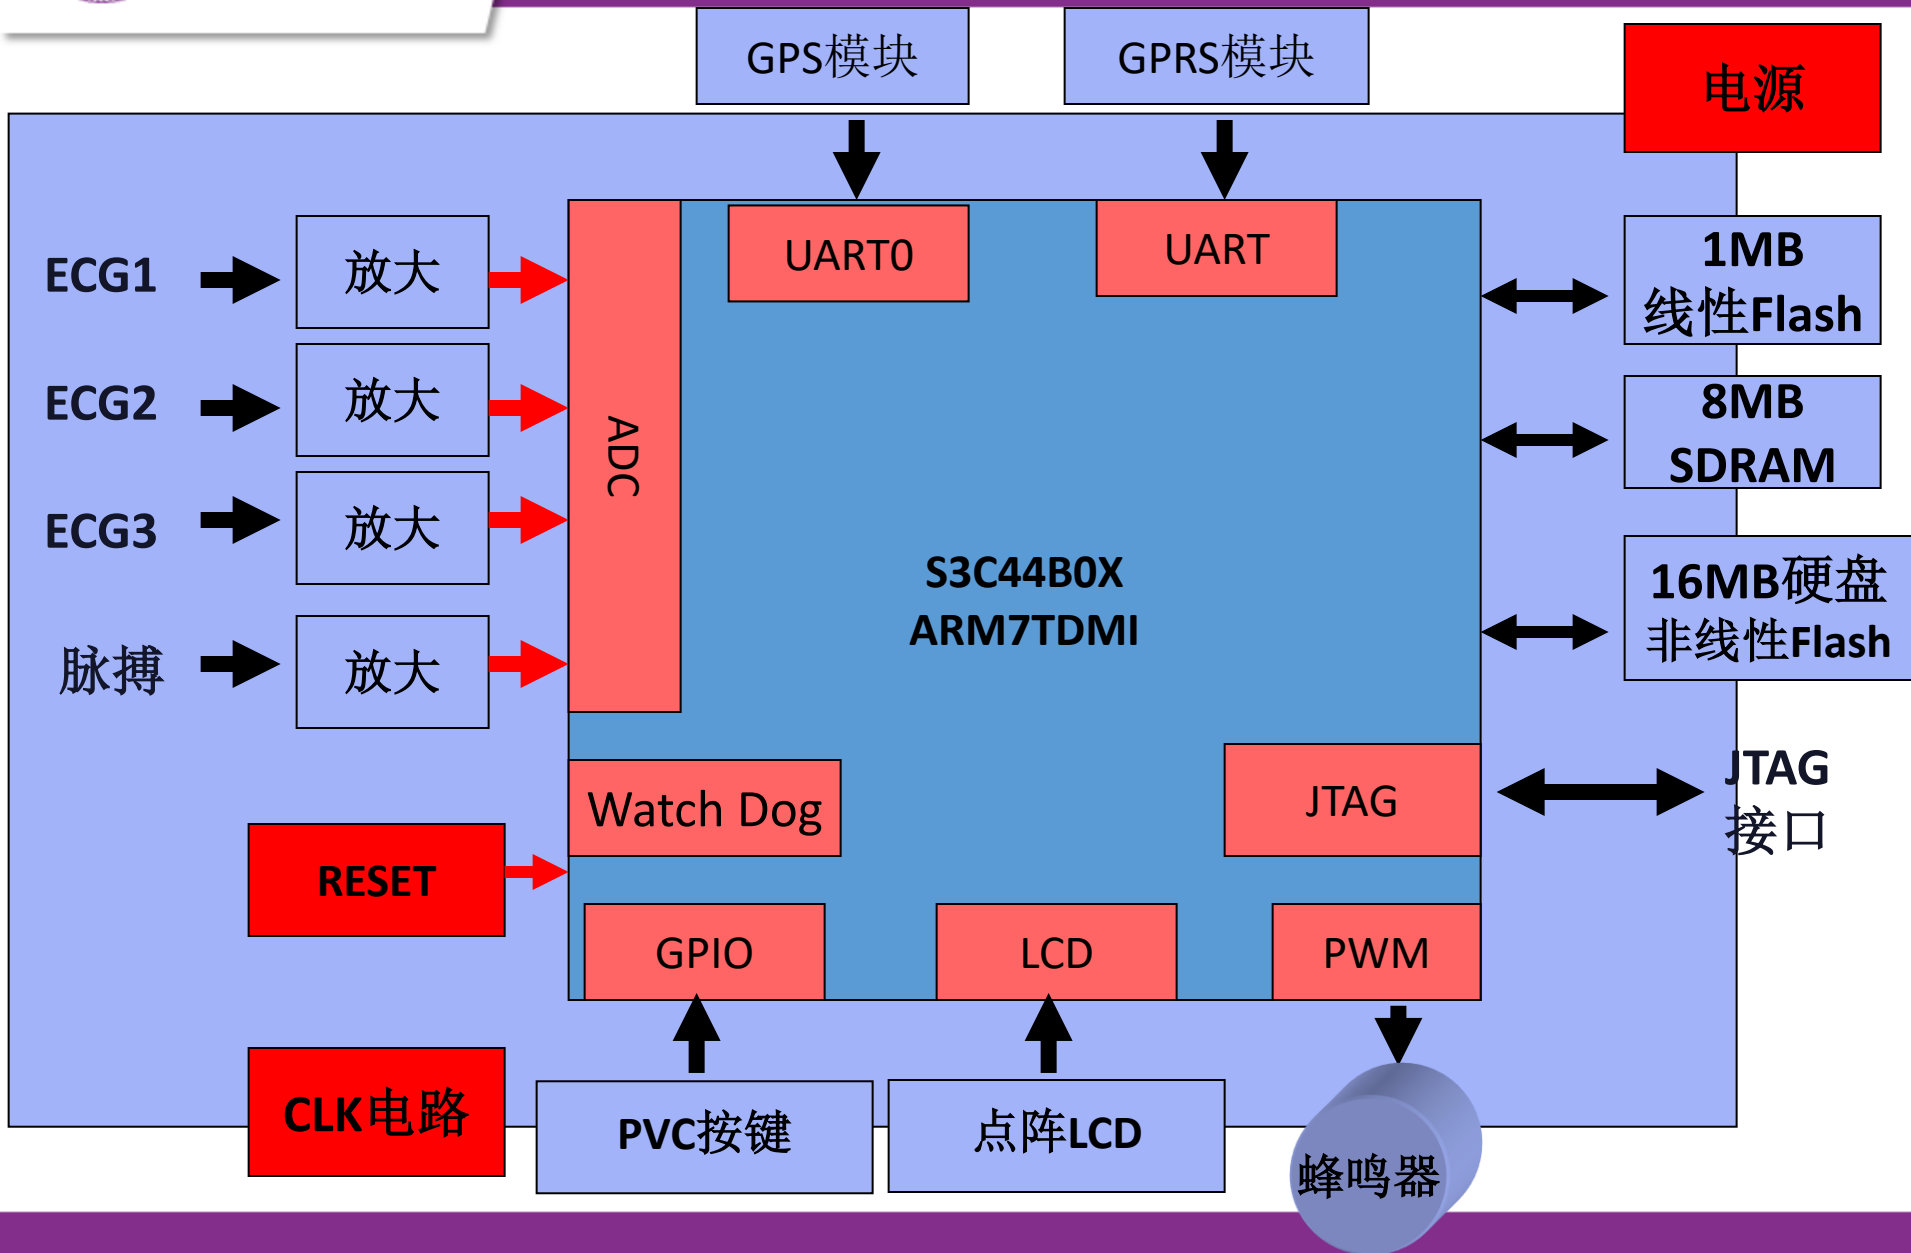 GPS模块
GPRS模块
电源
UART0
UART
ECG1
放大
1MB
线性Flash
ECG2
放大
8MB
SDRAM
ADC
ECG3
放大
S3C44B0X
ARM7TDMI
16MB硬盘
非线性Flash
脉搏
放大
Watch Dog
JTAG
JTAG
接口
RESET
GPIO
LCD
PWM
CLK电路
PVC按键
点阵LCD
蜂鸣器